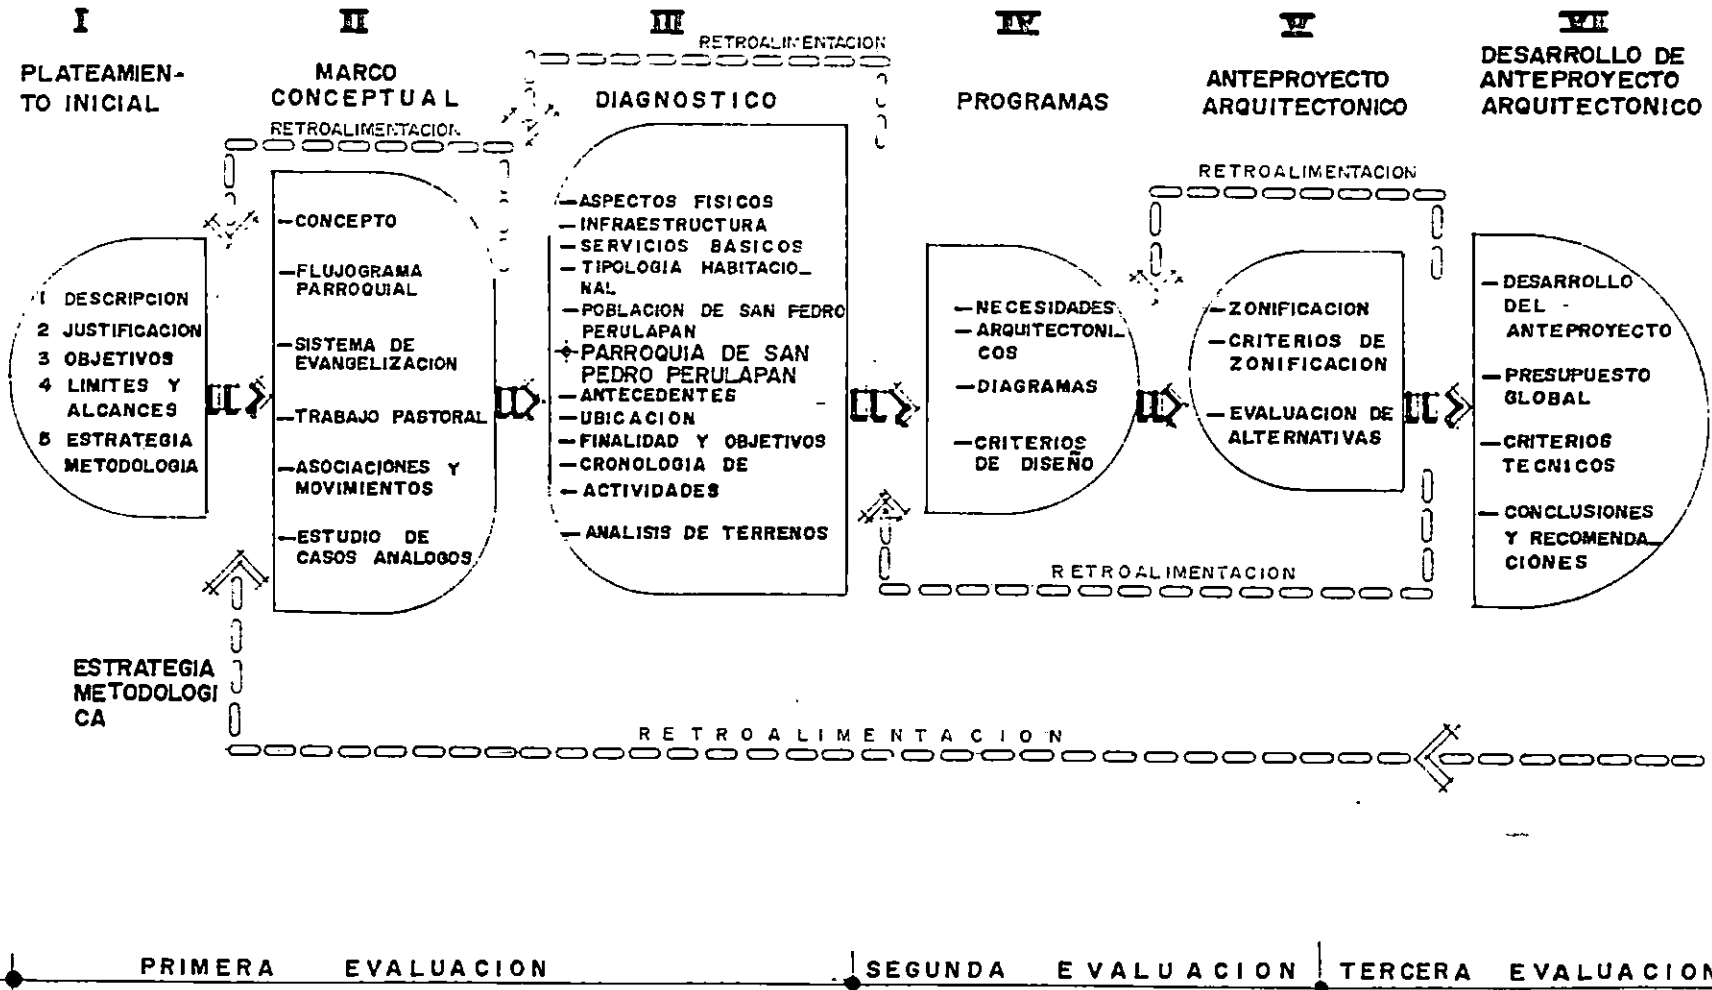 I
PLATEAMIEN-
TO INICIAL
1 DESCRIPCION
2 JUSTIFICACION
3 OBJETIVOS
4 LIMITES Y
ALCANCES
5 ESTRATEGIA
METODOLOGIA
II
MARCO
CONCEPTUAL
RETROALIMENTACION
—CONCEPTO
—FLUJOGRAMA
PARROQUIAL
—SISTEMA DE
EVANGELIZACION
—TRABAJO PASTORAL
—ASOCIACIONES Y
MOVIMIENTOS
—ESTUDIO DE
CASOS ANALOGOS
III
RETROALIMENTACION
DIAGNOSTICO
—ASPECTOS FISICOS
—INFRAESTRUCTURA
—SERVICIOS BASICOS
—TIPOLOGIA HABITACIO_
NAL
—POBLACION DE SAN PEDRO
PERULAPAN
PARROQUIA DE SAN
PEDRO PERULAPAN
—ANTECEDENTES
—UBICACION
—FINALIDAD Y OBJETIVOS
—CRONOLOGIA DE
—ACTIVIDADES
—ANALISIS DE TERRENOS
IV
PROGRAMAS
—NECESIDADES
—ARQUITECTONI_
COS
—DIAGRAMAS
—CRITERIOS
DE DISEÑO
V
ANTEPROYECTO
ARQUITECTONICO
RETROALIMENTACION
—ZONIFICACION
—CRITERIOS DE
ZONIFICACION
—EVALUACION DE
ALTERNATIVAS
RETROALIMENTACION
VII
DESARROLLO DE
ANTEPROYECTO
ARQUITECTONICO
—DESARROLLO
DEL -
ANTEPROYECTO
—PRESUPUESTO
GLOBAL
—CRITERIOS
TECNICOS
—CONCLUSIONES
Y RECOMENDA_
CIONES
ESTRATEGIA
METODOLOGI
CA
RETROALIMENTACION
PRIMERA EVALUACION
SEGUNDA EVALUACION
TERCERA EVALUACION